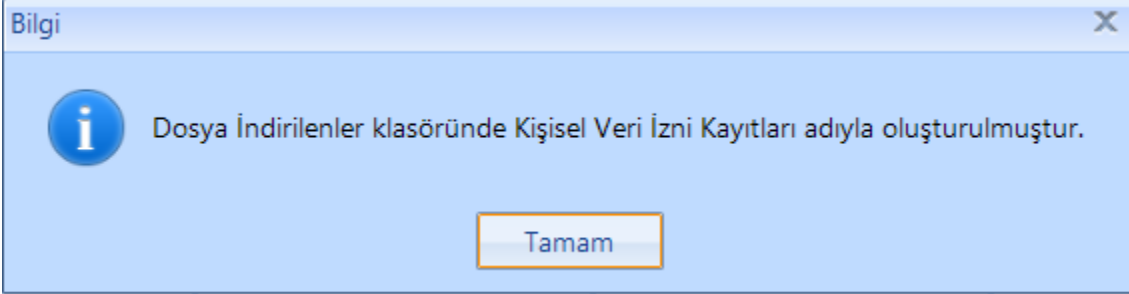 Bilgi
Dosya İndirilenler klasöründe Kişisel Veri İzni Kayıtları adıyla oluşturulmuştur.
Tamam